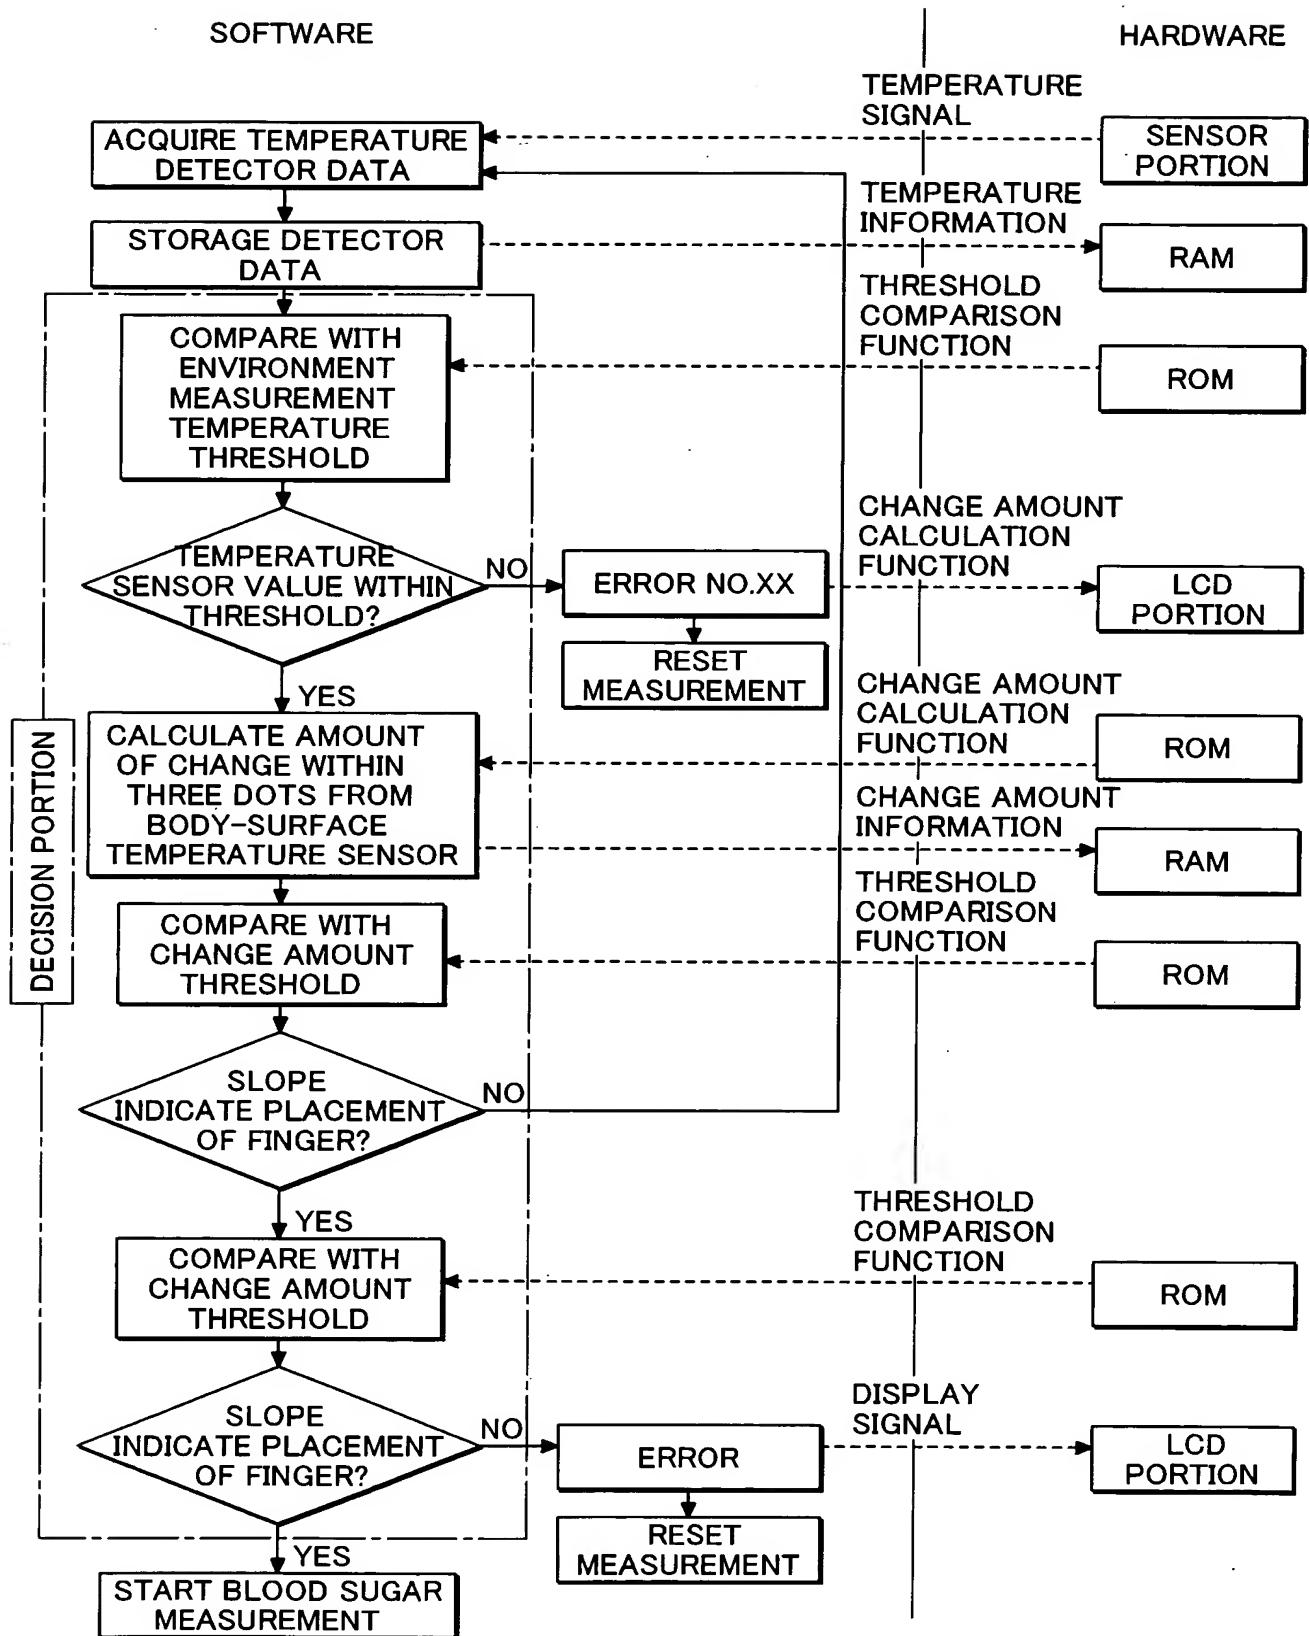 SOFTWARE
HARDWARE
TEMPERATURE
SIGNAL
ACQUIRE TEMPERATURE
DETECTOR DATA
SENSOR
PORTION
TEMPERATURE
INFORMATION
STORAGE DETECTOR
DATA
RAM
THRESHOLD
COMPARISON
FUNCTION
COMPARE WITH
ENVIRONMENT
MEASUREMENT
TEMPERATURE
THRESHOLD
ROM
CHANGE AMOUNT
CALCULATION
FUNCTION
TEMPERATURE
SENSOR VALUE WITHIN
THRESHOLD?
NO
ERROR NO.XX
LCD
PORTION
RESET
MEASUREMENT
YES
CHANGE AMOUNT
CALCULATION
FUNCTION
DECISION PORTION
CALCULATE AMOUNT
OF CHANGE WITHIN
THREE DOTS FROM
BODY-SURFACE
TEMPERATURE SENSOR
ROM
CHANGE AMOUNT
INFORMATION
RAM
THRESHOLD
COMPARISON
FUNCTION
COMPARE WITH
CHANGE AMOUNT
THRESHOLD
ROM
SLOPE
INDICATE PLACEMENT
OF FINGER?
NO
YES
THRESHOLD
COMPARISON
FUNCTION
COMPARE WITH
CHANGE AMOUNT
THRESHOLD
ROM
SLOPE
INDICATE PLACEMENT
OF FINGER?
NO
ERROR
DISPLAY
SIGNAL
LCD
PORTION
RESET
MEASUREMENT
YES
START BLOOD SUGAR
MEASUREMENT